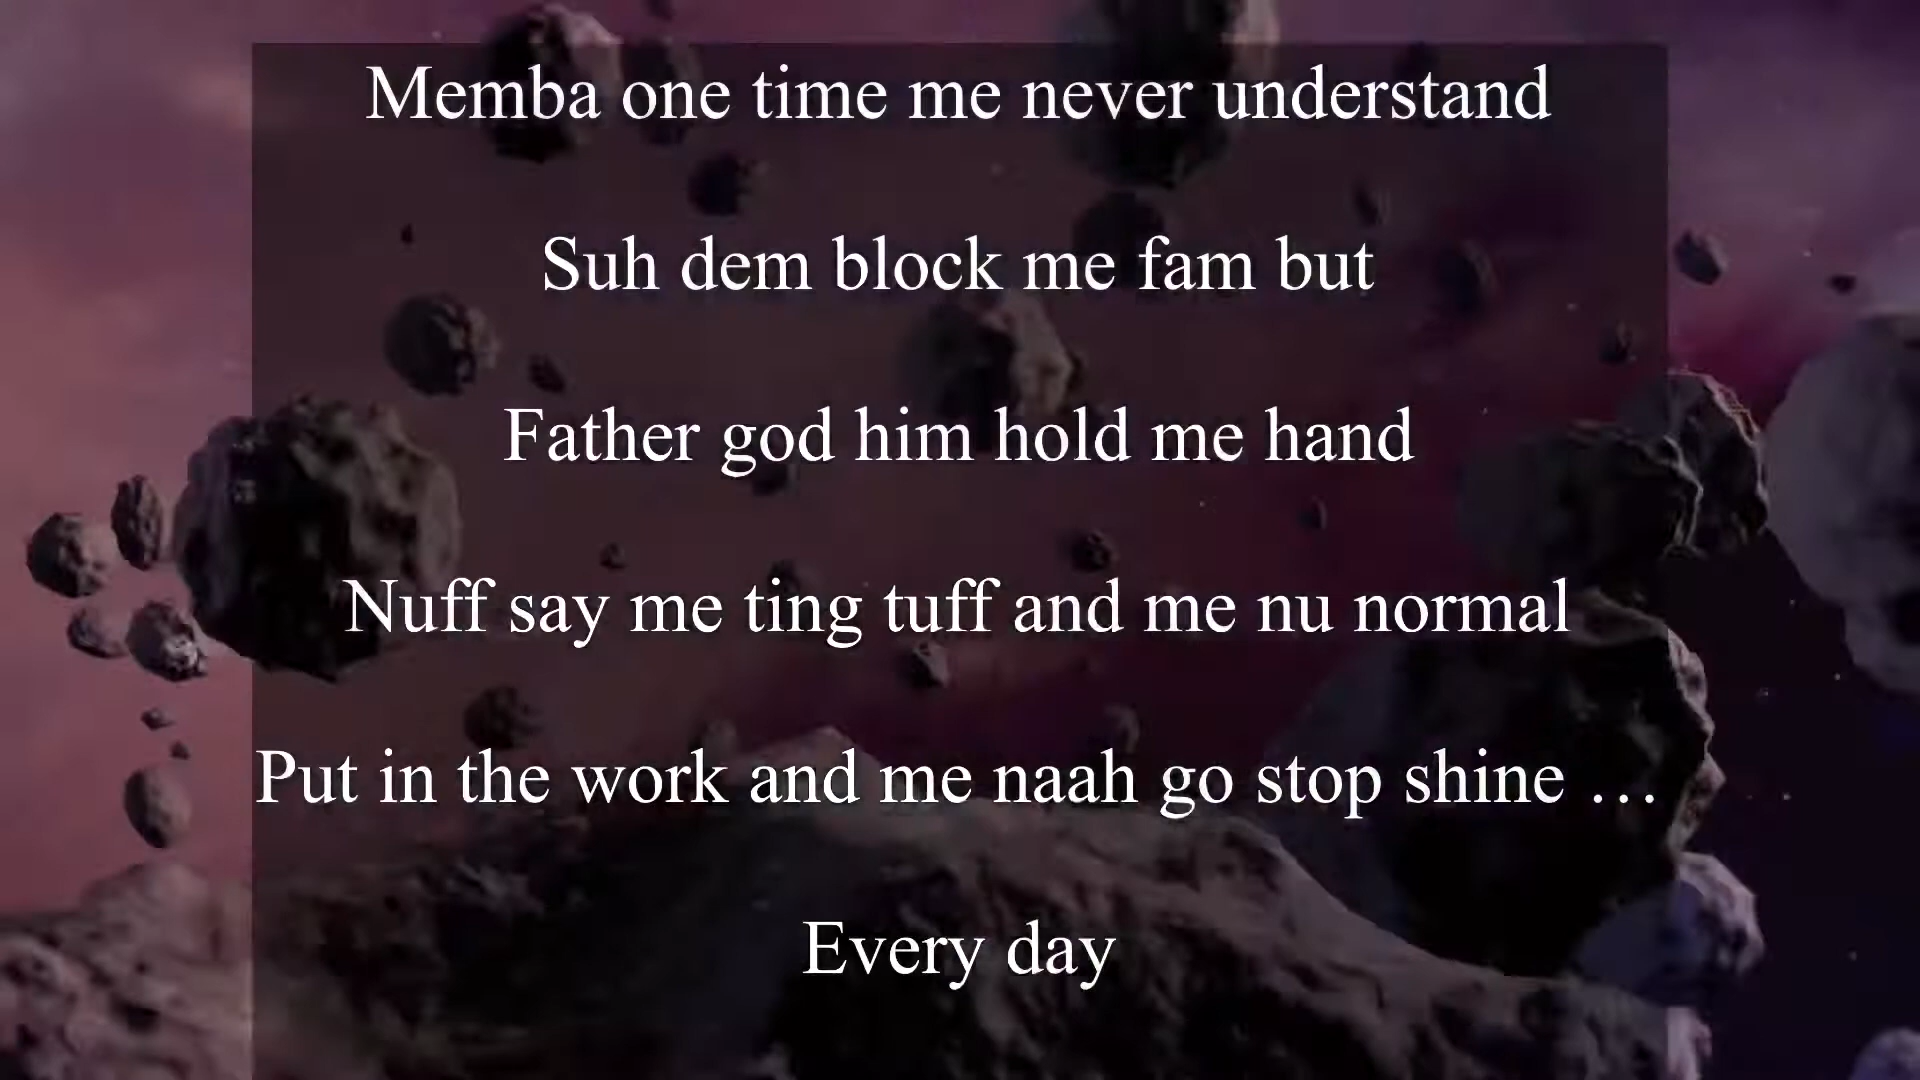 Memba one time me never understand
Suh dem block me fam but
Father god him hold me hand
Nuff say me ting tuff and me nu normal
Put in the work and me naah go stop shine …
Every day